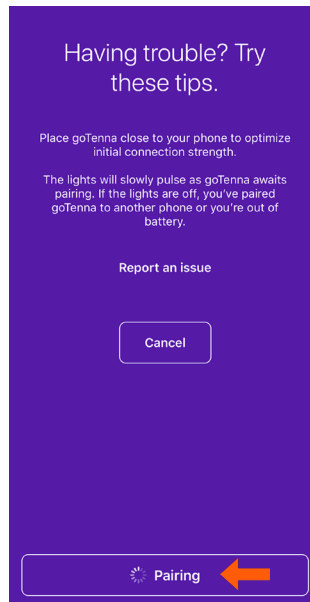 Having trouble? Try
these tips.
Place goTenna close to your phone to optimize
initial connection strength.
The lights will slowly pulse as goTenna awaits
pairing. If the lights are off, you've paired
goTenna to another phone or you're out of
battery.
Report an issue
Cancel
Pairing